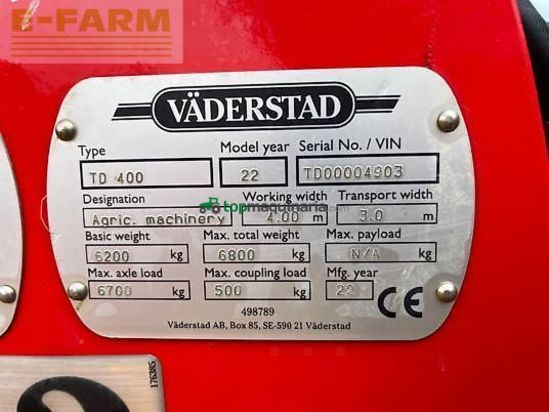 E-FARM
VÄDERSTAD
Type Model year Serial No. / VIN
TD 400 22 TD00004903
Designation Working width Transport width
Agric. machinery 4.00 m 3.0 m
topmaquinaria.com
Basic weight Max. total weight Max. payload
6200 kg 6800 kg N/A kg
Max. axle load Max. coupling load Mfg. year
6700 kg 500 kg 22
CE
498789
Väderstad AB, Box 85, SE-590 21 Väderstad
176385